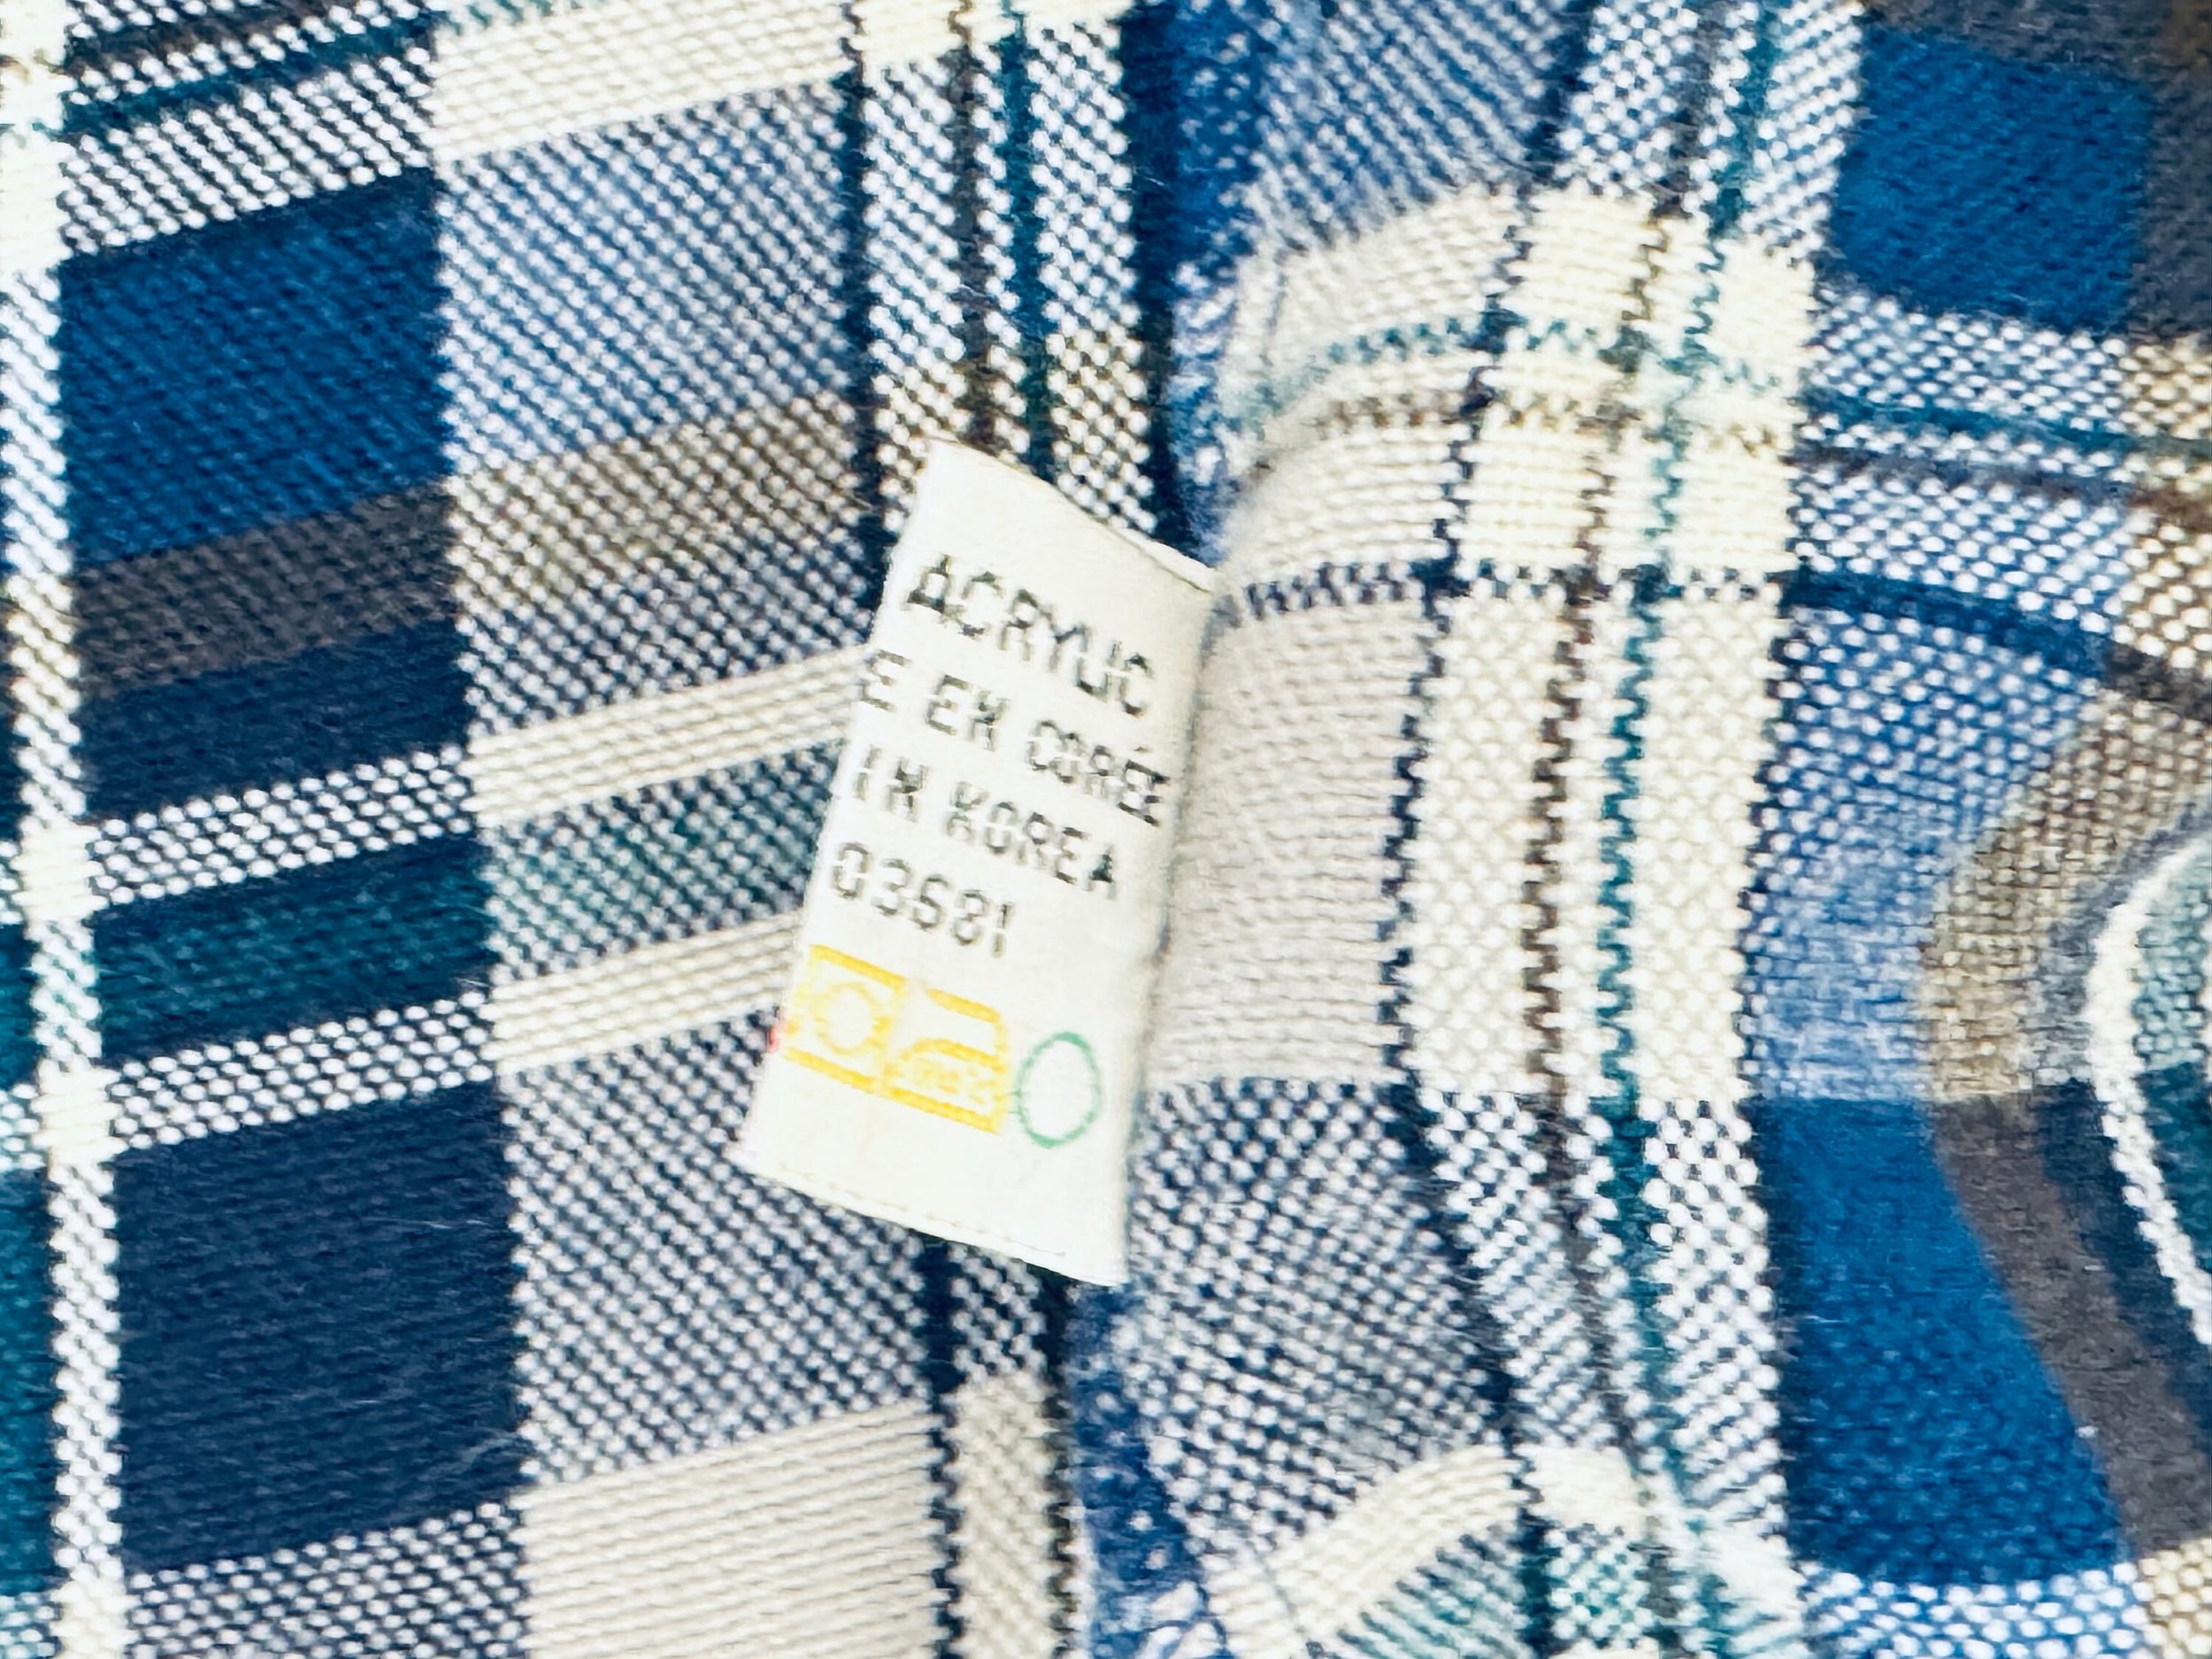 ACRYLIC
E EN CORÉE
IN KOREA
03681